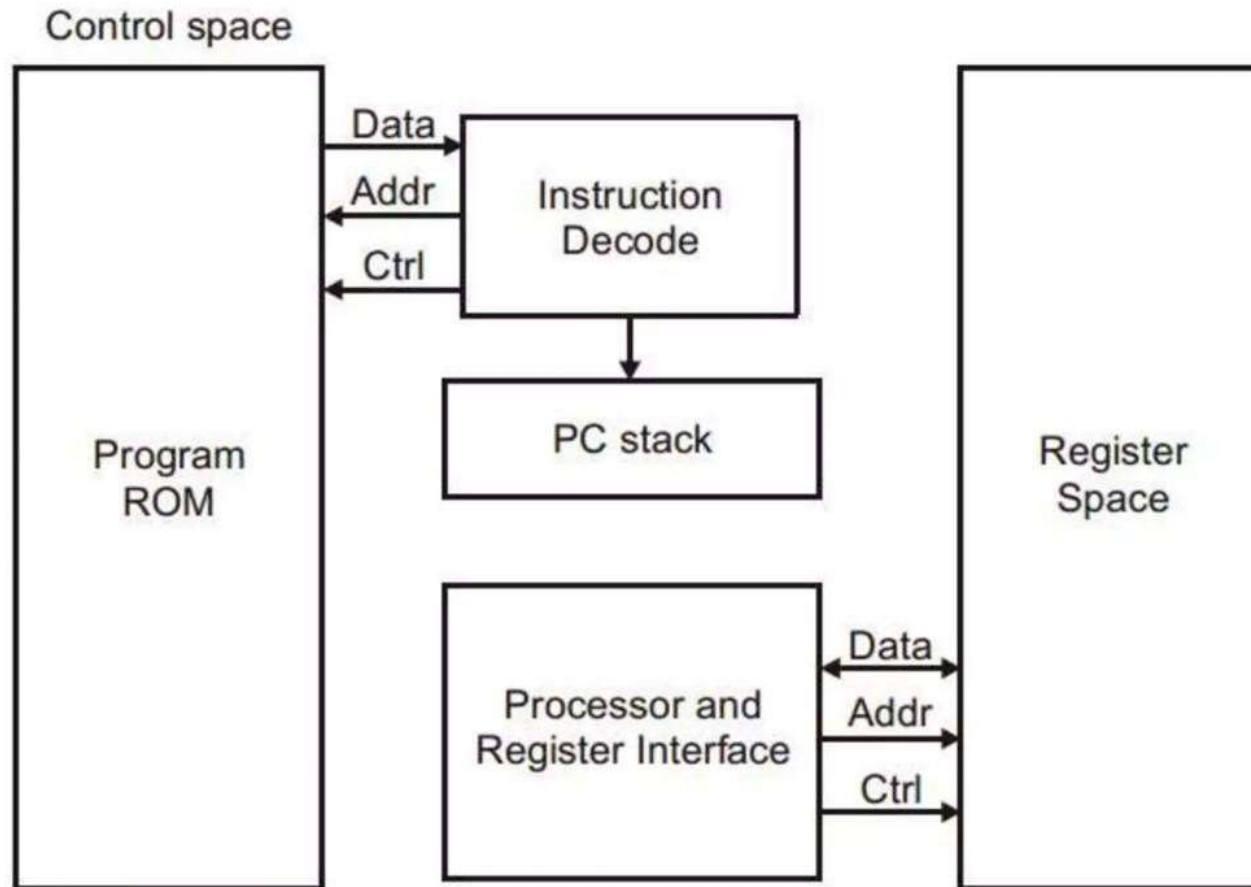 Control space
Data
Addr
Ctrl
Instruction
Decode
PC stack
Program
ROM
Register
Space
Processor and
Register Interface
Data
Addr
Ctrl